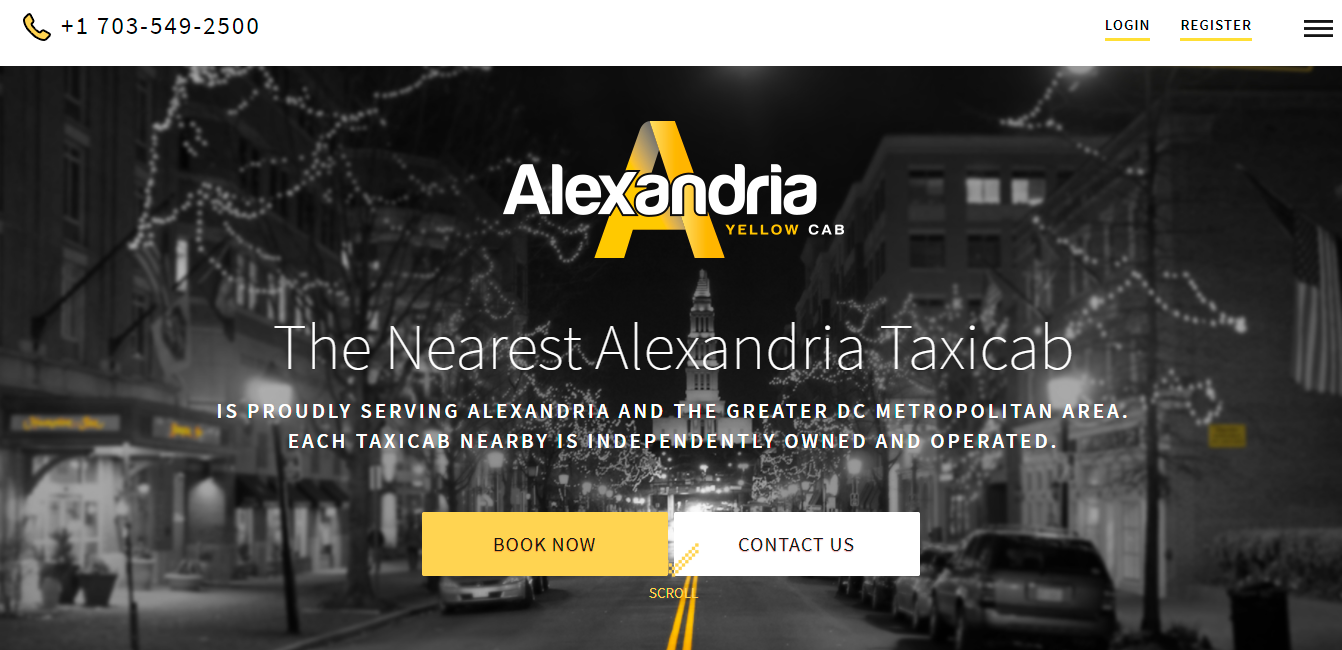 +1 703-549-2500
LOGIN
REGISTER
Alexandria
YELLOW CAB
The Nearest Alexandria Taxicab
IS PROUDLY SERVING ALEXANDRIA AND THE GREATER DC METROPOLITAN AREA.
EACH TAXICAB NEARBY IS INDEPENDENTLY OWNED AND OPERATED.
BOOK NOW
CONTACT US
SCROLL